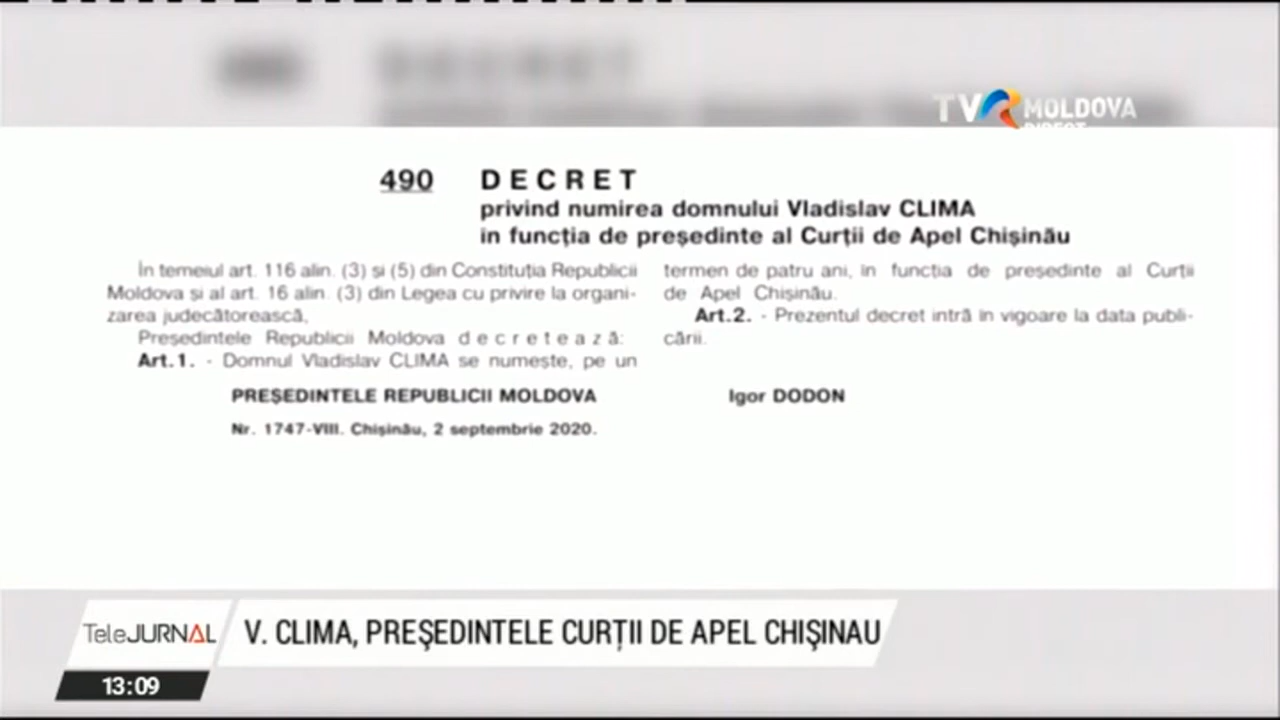 TVR MOLDOVA
DIRECT
490 DECRET
privind numirea domnului Vladislav CLIMA
în funcția de președinte al Curții de Apel Chișinău
În temeiul art. 116 alin. (3) și (5) din Constituția Republicii
Moldova și al art. 16 alin. (3) din Legea cu privire la organi-
zarea judecătorească,
Președintele Republicii Moldova decretează:
Art.1. - Domnul Vladislav CLIMA se numește, pe un
termen de patru ani, în funcția de președinte al Curții
de Apel Chișinău.
Art.2. - Prezentul decret intră în vigoare la data publi-
cării.
PREȘEDINTELE REPUBLICII MOLDOVA Igor DODON
Nr. 1747-VIII. Chișinău, 2 septembrie 2020.
TeleJURNAL
V. CLIMA, PREŞEDINTELE CURȚII DE APEL CHIŞINAU
13:09